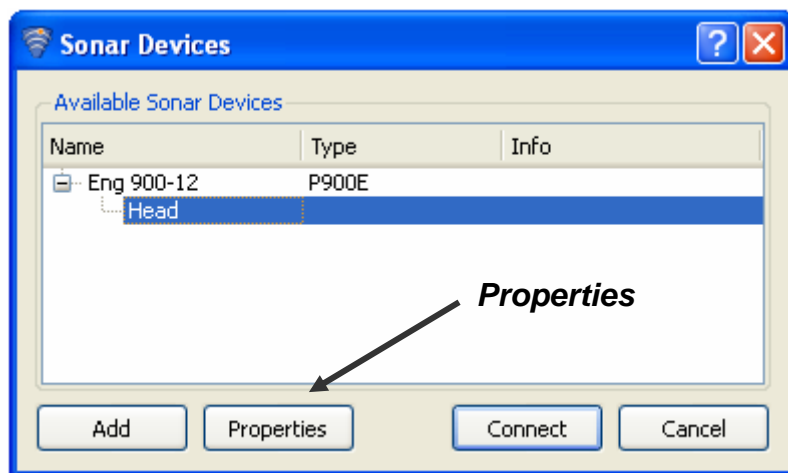 Sonar Devices
Available Sonar Devices
Name Type Info
Eng 900-12 P900E
Head
Properties
Add Properties Connect Cancel